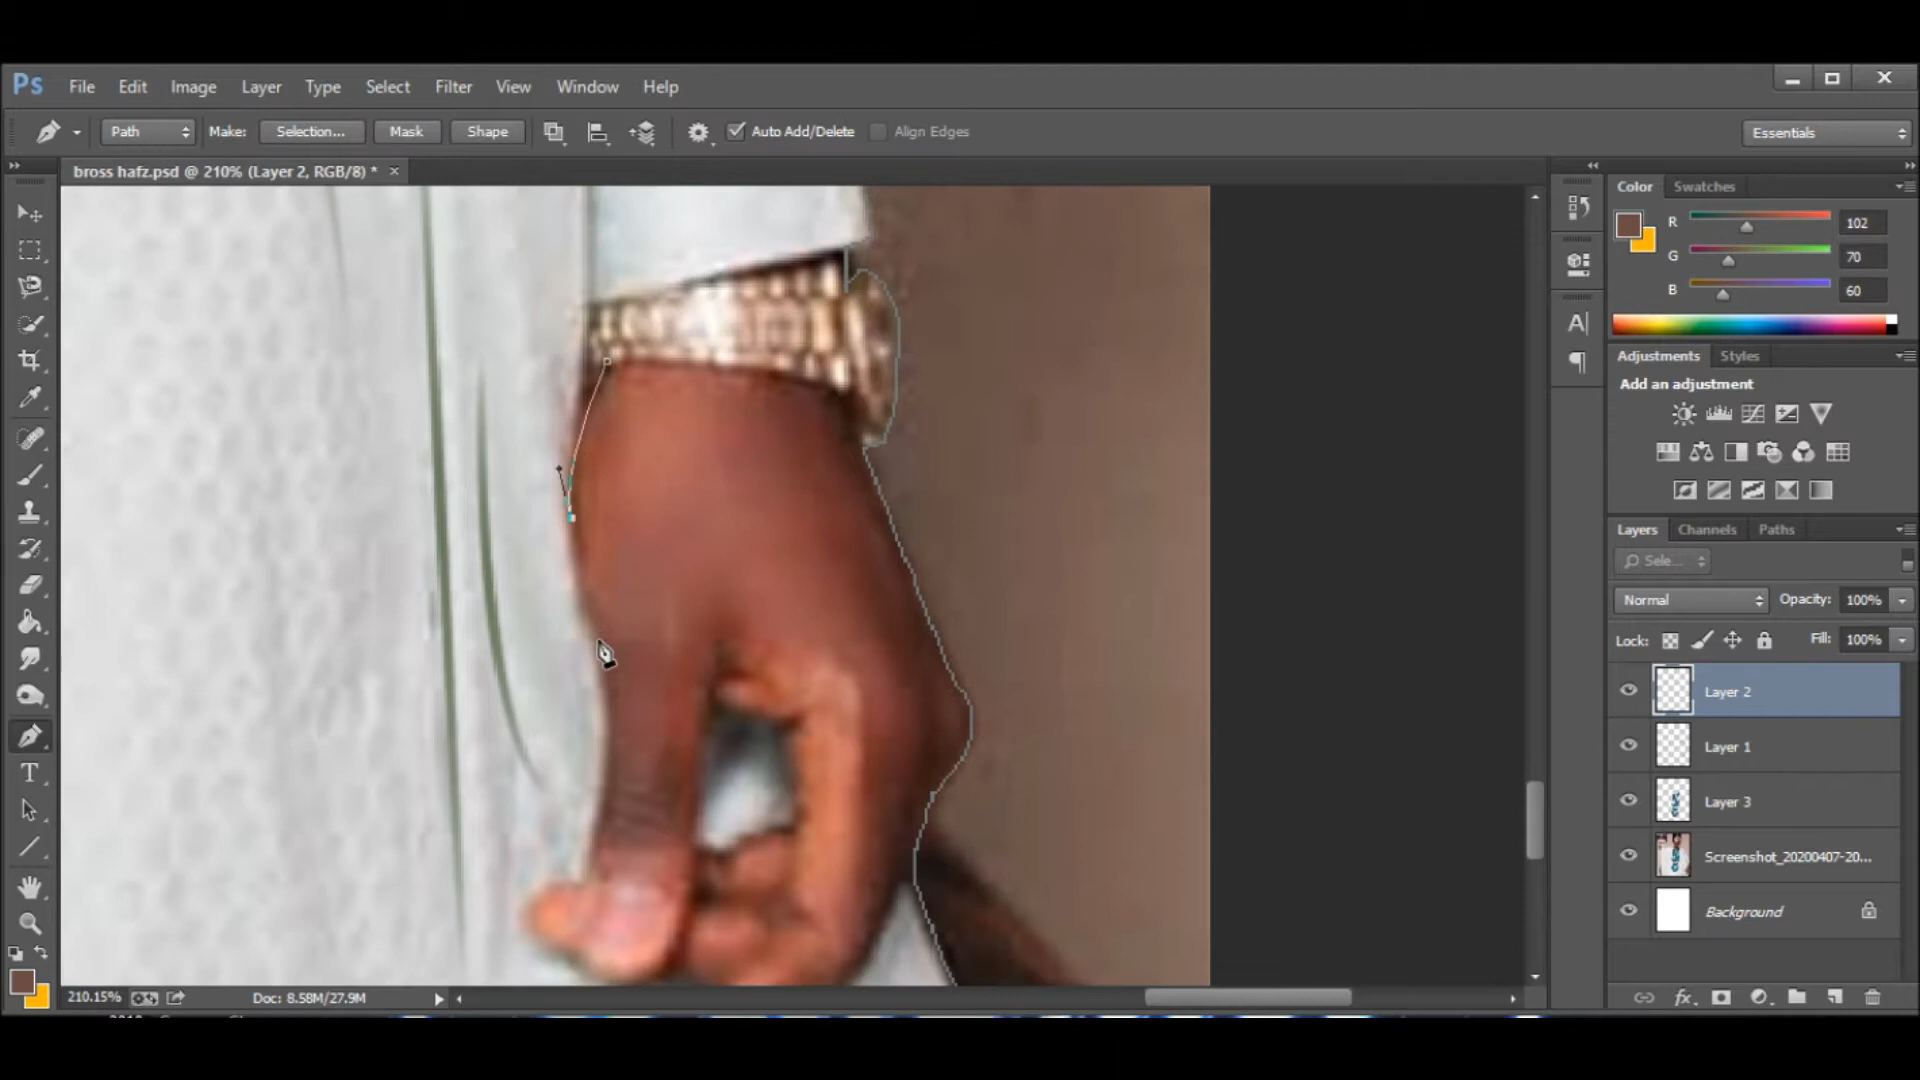 Ps File Edit Image Layer Type Select Filter View Window Help
Path Make: Selection... Mask Shape Auto Add/Delete Align Edges Essentials
bross hafz.psd @ 210% (Layer 2, RGB/8) * ×
Color Swatches
R 102
G 70
B 60
Adjustments Styles
Add an adjustment
Layers Channels Paths
Sele...
Normal Opacity: 100%
Lock: Fill: 100%
Layer 2
Layer 1
Layer 3
Screenshot_20200407-20...
Background
210.15% Doc: 8.58M/27.9M